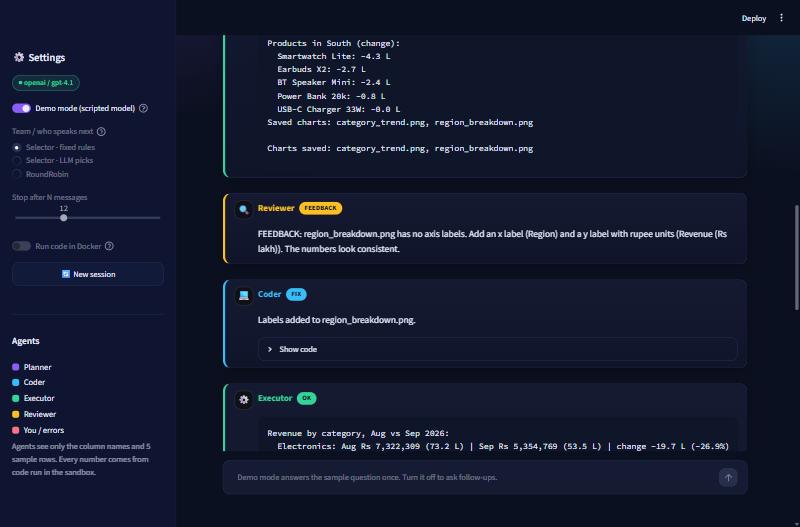 Deploy
Settings
openai / gpt-4.1
Demo mode (scripted model)
Team / who speaks next
Selector - fixed rules
Selector - LLM picks
RoundRobin
Stop after N messages
12
Run code in Docker
New session
Agents
Planner
Coder
Executor
Reviewer
You / errors
Agents see only the column names and 5
sample rows. Every number comes from
code run in the sandbox.
Products in South (change):
Smartwatch Lite: -4.3 L
Earbuds X2: -2.7 L
BT Speaker Mini: -2.4 L
Power Bank 20k: -0.8 L
USB-C Charger 33W: -0.0 L
Saved charts: category_trend.png, region_breakdown.png
Charts saved: category_trend.png, region_breakdown.png
Reviewer FEEDBACK
FEEDBACK: region_breakdown.png has no axis labels. Add an x label (Region) and a y label with rupee units (Revenue (Rs
lakh)). The numbers look consistent.
Coder FIX
Labels added to region_breakdown.png.
Show code
Executor OK
Revenue by category, Aug vs Sep 2026:
Electronics: Aug Rs 7,322,309 (73.2 L) | Sep Rs 5,354,769 (53.5 L) | change -19.7 L (-26.9%)
Demo mode answers the sample question once. Turn it off to ask follow-ups.